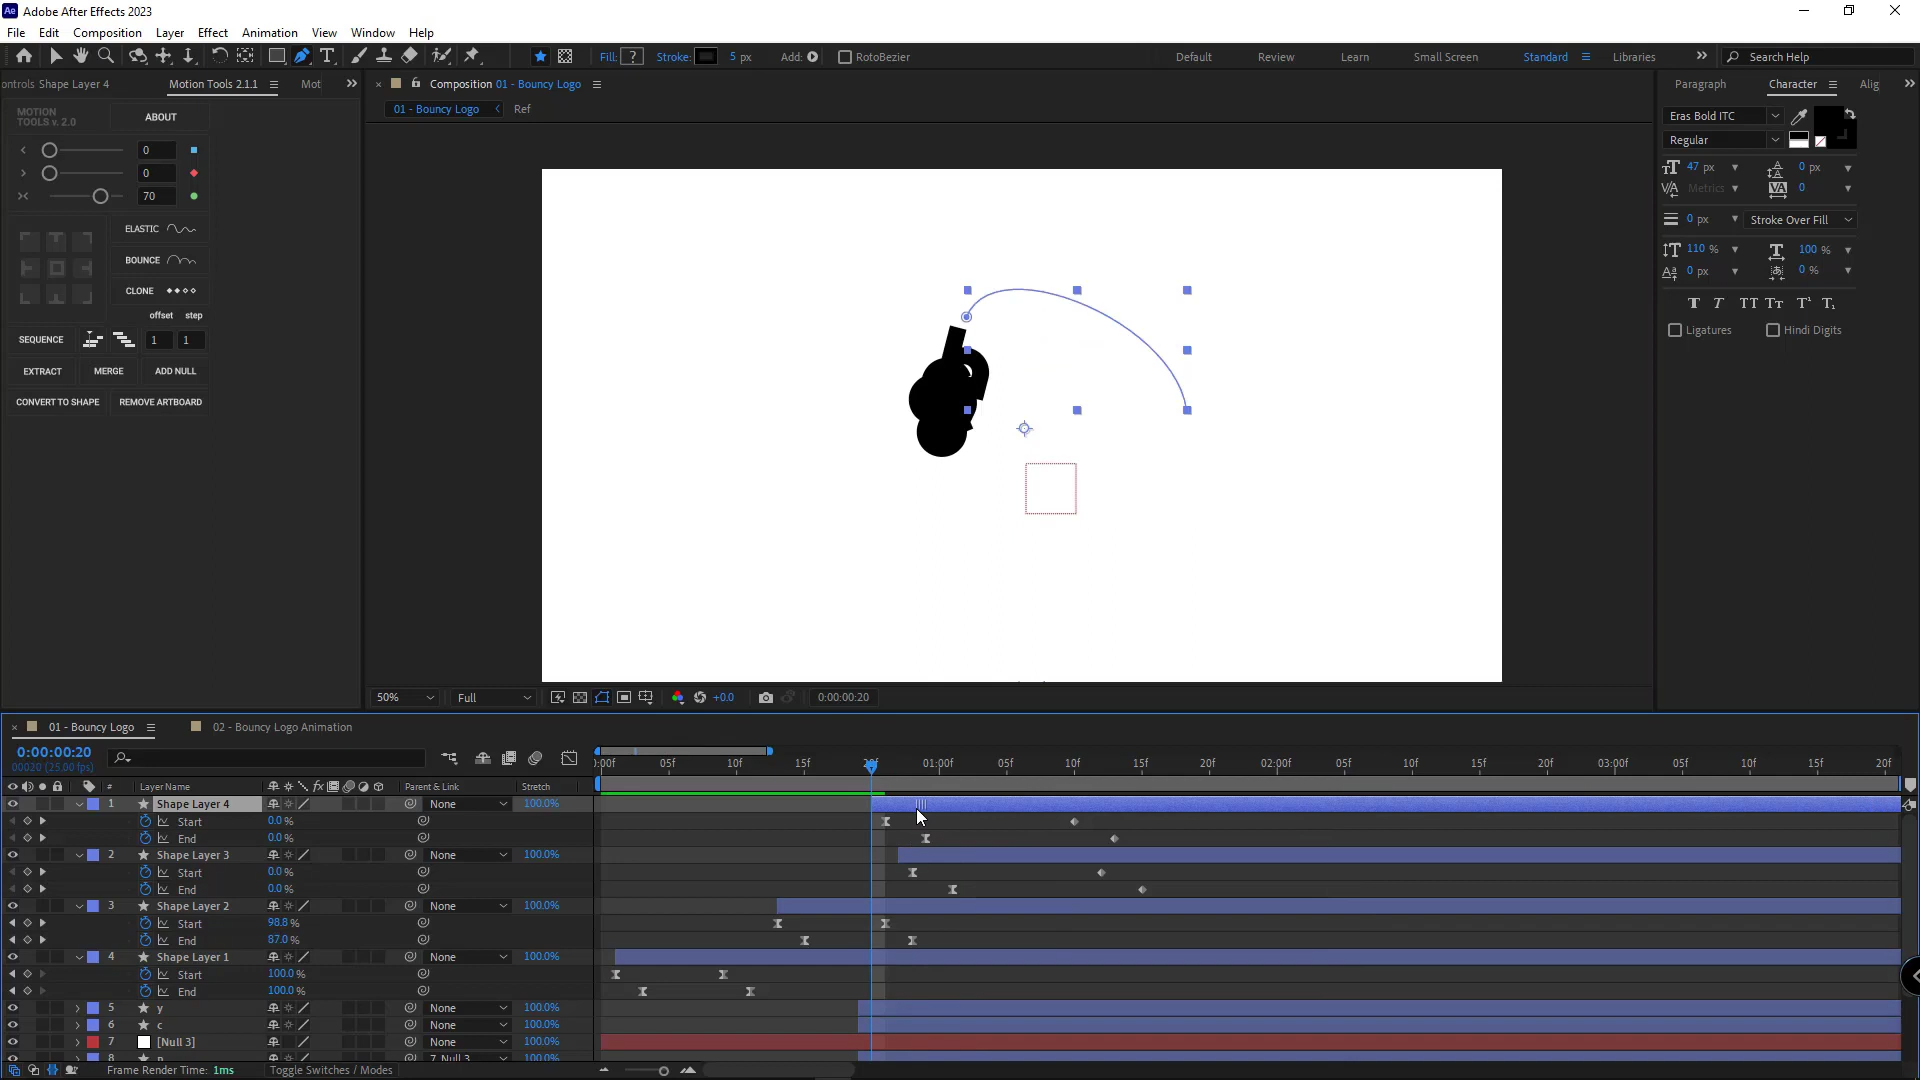 Adobe After Effects 2023
File Edit Composition Layer Effect Animation View Window Help
Fill: ? Stroke: 5 px Add: RotoBezier Default Review Learn Small Screen Standard Libraries Search Help
ontrols Shape Layer 4 Motion Tools 2.1.1 Mot Composition 01 - Bouncy Logo Paragraph Character Alig
01 - Bouncy Logo Ref
MOTION TOOLS v. 2.0 ABOUT
0
0
70
ELASTIC
BOUNCE
CLONE
offset step
SEQUENCE 1 1
EXTRACT MERGE ADD NULL
CONVERT TO SHAPE REMOVE ARTBOARD
Eras Bold ITC
Regular
47 px 0 px
Metrics 0
0 px Stroke Over Fill
110 % 100 %
0 px 0 %
T T TT Tt T¹ T₁
Ligatures Hindi Digits
50% Full +0.0 0:00:00:20
01 - Bouncy Logo 02 - Bouncy Logo Animation
0:00:00:20
00020 (25.00 fps)
:00f 05f 10f 15f 20f 01:00f 05f 10f 15f 20f 02:00f 05f 10f 15f 20f 03:00f 05f 10f 15f 20f
# Layer Name Parent & Link Stretch
1 Shape Layer 4 None 100.0%
Start 0.0 %
End 0.0 %
2 Shape Layer 3 None 100.0%
Start 0.0 %
End 0.0 %
3 Shape Layer 2 None 100.0%
Start 98.8 %
End 87.0 %
4 Shape Layer 1 None 100.0%
Start 100.0 %
End 100.0 %
5 y None 100.0%
6 c None 100.0%
7 [Null 3] None 100.0%
8 n 7. Null 3 100.0%
Frame Render Time: 1ms Toggle Switches / Modes